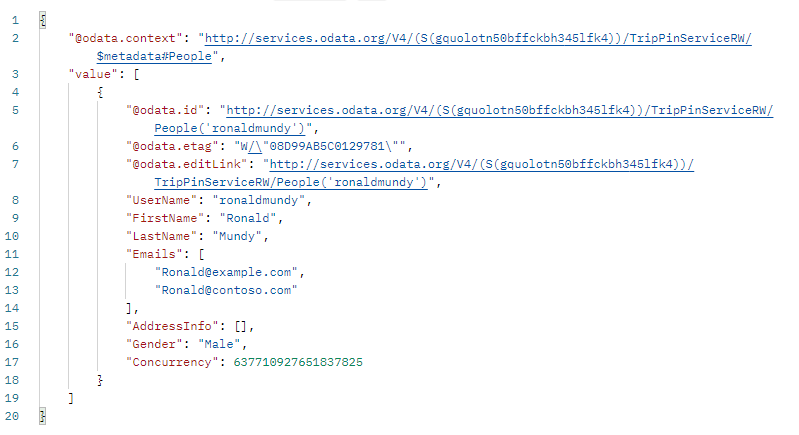 1 {
2 "@odata.context": "http://services.odata.org/V4/(S(gquolotn50bffckbh345lfk4))/TripPinServiceRW/
$metadata#People",
3 "value": [
4 {
5 "@odata.id": "http://services.odata.org/V4/(S(gquolotn50bffckbh345lfk4))/TripPinServiceRW/
People('ronaldmundy')",
6 "@odata.etag": "W/\"08D99AB5C0129781\"",
7 "@odata.editLink": "http://services.odata.org/V4/(S(gquolotn50bffckbh345lfk4))/
TripPinServiceRW/People('ronaldmundy')",
8 "UserName": "ronaldmundy",
9 "FirstName": "Ronald",
10 "LastName": "Mundy",
11 "Emails": [
12 "Ronald@example.com",
13 "Ronald@contoso.com"
14 ],
15 "AddressInfo": [],
16 "Gender": "Male",
17 "Concurrency": 637710927651837825
18 }
19 ]
20 }